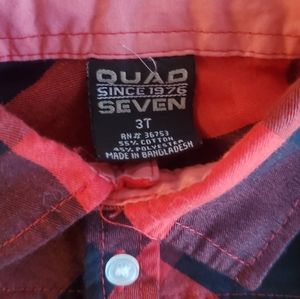 QUAD
SINCE 1976
SEVEN
3T
RN# 36753
55% COTTON
45% POLYESTER
MADE IN BANGLADESH